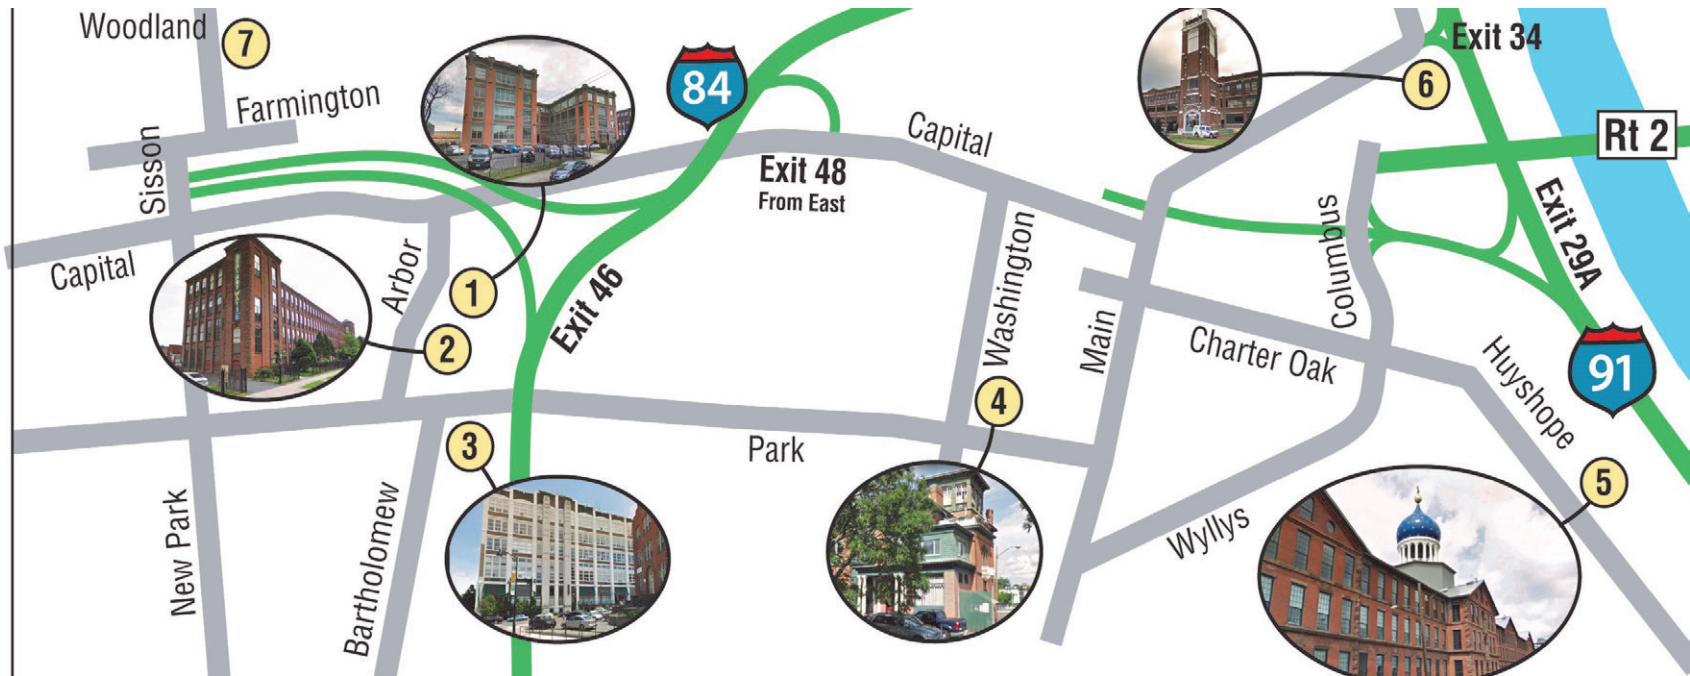 Woodland
7
Farmington
Sisson
84
Exit 34
6
Rt 2
Capital
Exit 48
From East
Capital
Arbor
1
2
Exit 46
Washington
Main
Columbus
Exit 29A
Charter Oak
Huyshope
91
3
4
Park
5
New Park
Bartholomew
Wyllys